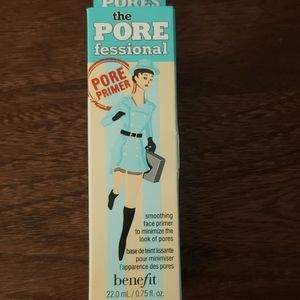 PORES
the
PORE
fessional
PORE
PRIMER
smoothing
face primer
to minimize the
look of pores
base de teint lissante
pour minimiser
l'apparence des pores
benefit
22.0 mL / 0.75 fl. oz.